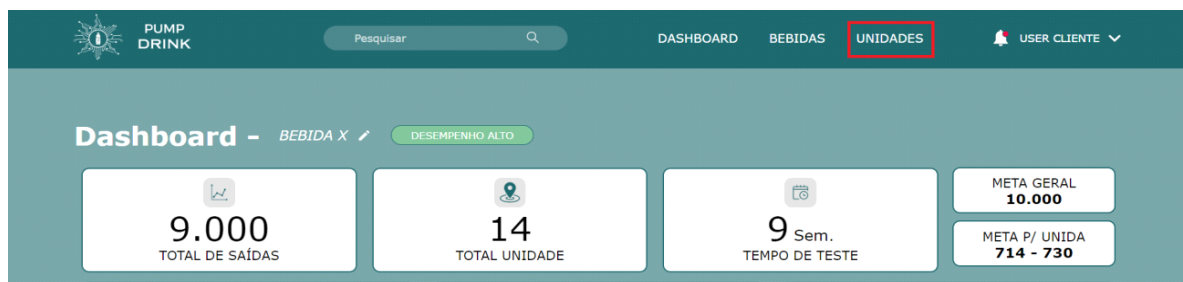 PUMP
DRINK
Pesquisar
DASHBOARD
BEBIDAS
UNIDADES
USER CLIENTE
Dashboard - BEBIDA X
DESEMPENHO ALTO
9.000
TOTAL DE SAÍDAS
14
TOTAL UNIDADE
9 Sem.
TEMPO DE TESTE
META GERAL
10.000
META P/ UNIDA
714 - 730